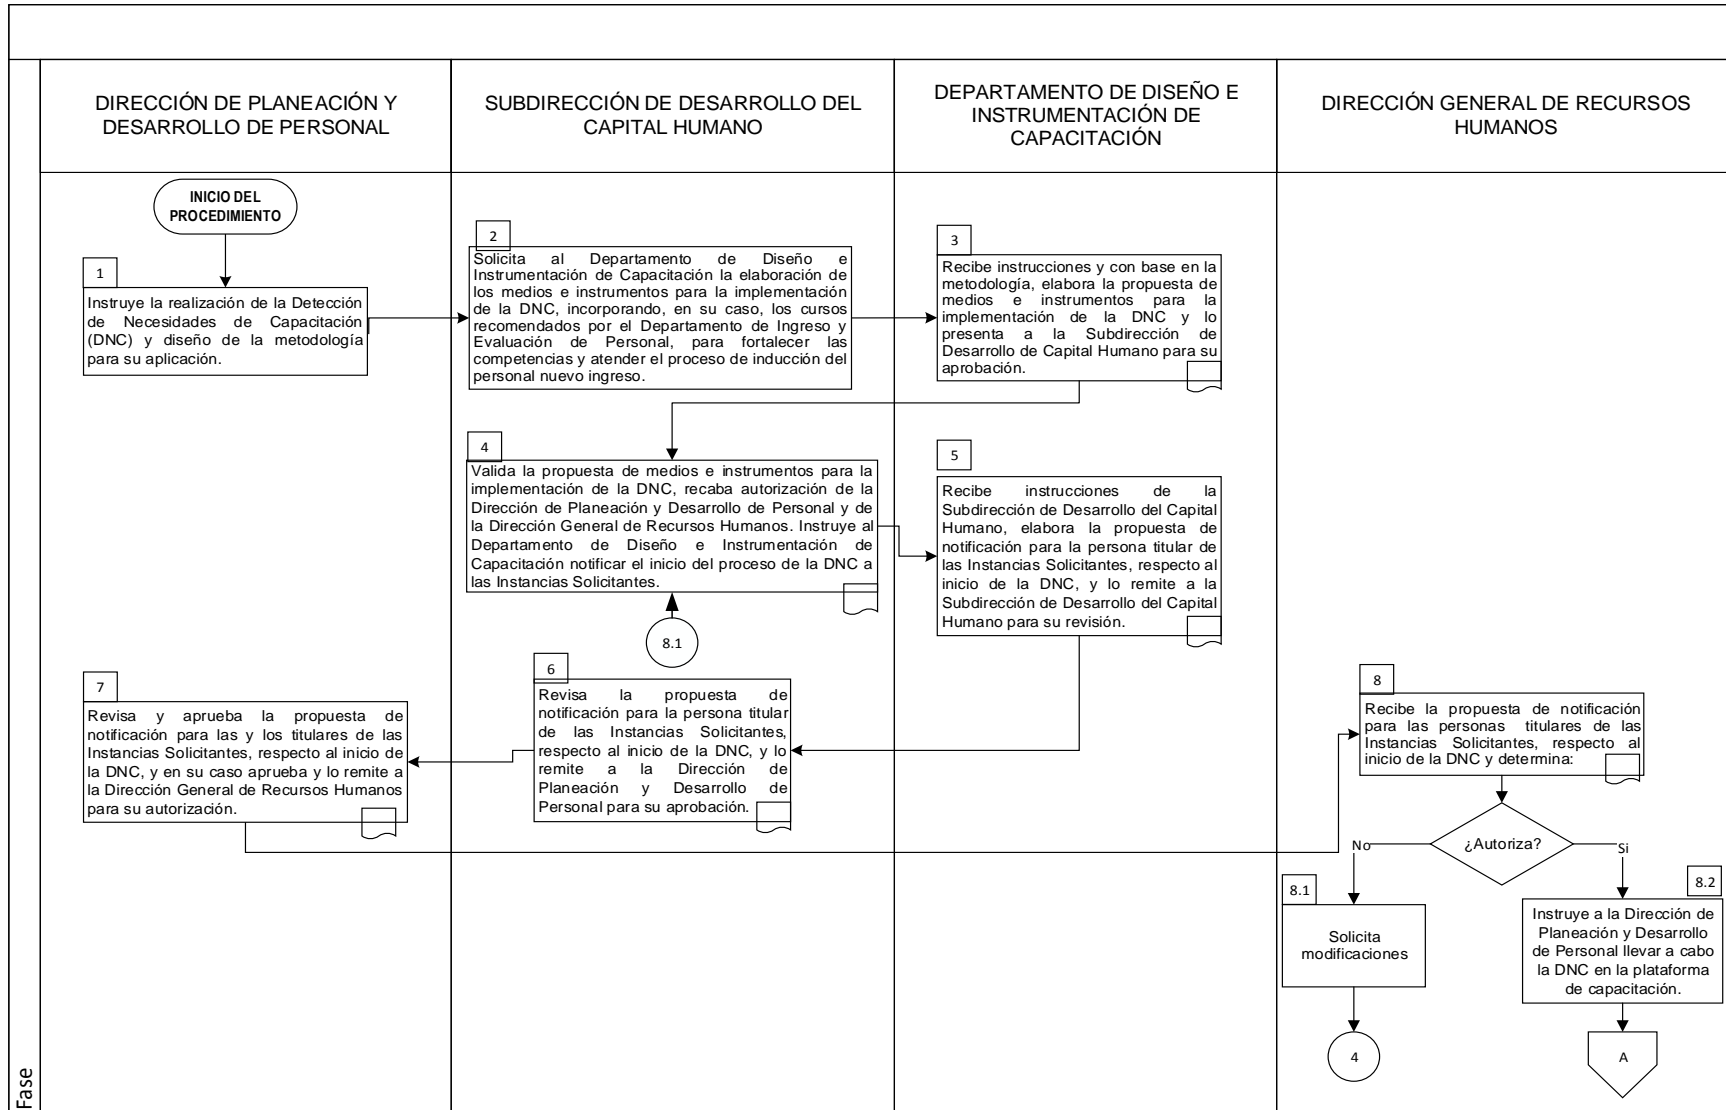 DIRECCIÓN DE PLANEACIÓN Y
DESARROLLO DE PERSONAL
SUBDIRECCIÓN DE DESARROLLO DEL
CAPITAL HUMANO
DEPARTAMENTO DE DISEÑO E
INSTRUMENTACIÓN DE
CAPACITACIÓN
DIRECCIÓN GENERAL DE RECURSOS
HUMANOS
INICIO DEL
PROCEDIMIENTO
1
Instruye la realización de la Detección
de Necesidades de Capacitación
(DNC) y diseño de la metodología
para su aplicación.
2
Solicita al Departamento de Diseño e
Instrumentación de Capacitación la elaboración de
los medios e instrumentos para la implementación
de la DNC, incorporando, en su caso, los cursos
recomendados por el Departamento de Ingreso y
Evaluación de Personal, para fortalecer las
competencias y atender el proceso de inducción del
personal nuevo ingreso.
3
Recibe instrucciones y con base en la
metodología, elabora la propuesta de
medios e instrumentos para la
implementación de la DNC y lo
presenta a la Subdirección de
Desarrollo de Capital Humano para su
aprobación.
4
Valida la propuesta de medios e instrumentos para la
implementación de la DNC, recaba autorización de la
Dirección de Planeación y Desarrollo de Personal y de
la Dirección General de Recursos Humanos. Instruye al
Departamento de Diseño e Instrumentación de
Capacitación notificar el inicio del proceso de la DNC a
las Instancias Solicitantes.
8.1
5
Recibe instrucciones de la
Subdirección de Desarrollo del Capital
Humano, elabora la propuesta de
notificación para la persona titular de
las Instancias Solicitantes, respecto al
inicio de la DNC, y lo remite a la
Subdirección de Desarrollo del Capital
Humano para su revisión.
6
Revisa la propuesta de
notificación para la persona titular
de las Instancias Solicitantes,
respecto al inicio de la DNC, y lo
remite a la Dirección de
Planeación y Desarrollo de
Personal para su aprobación.
7
Revisa y aprueba la propuesta de
notificación para las y los titulares de las
Instancias Solicitantes, respecto al inicio de
la DNC, y en su caso aprueba y lo remite a
la Dirección General de Recursos Humanos
para su autorización.
8
Recibe la propuesta de notificación
para las personas titulares de las
Instancias Solicitantes, respecto al
inicio de la DNC y determina:
¿Autoriza?
No
Si
8.1
Solicita
modificaciones
4
8.2
Instruye a la Dirección de
Planeación y Desarrollo
de Personal llevar a cabo
la DNC en la plataforma
de capacitación.
A
Fase